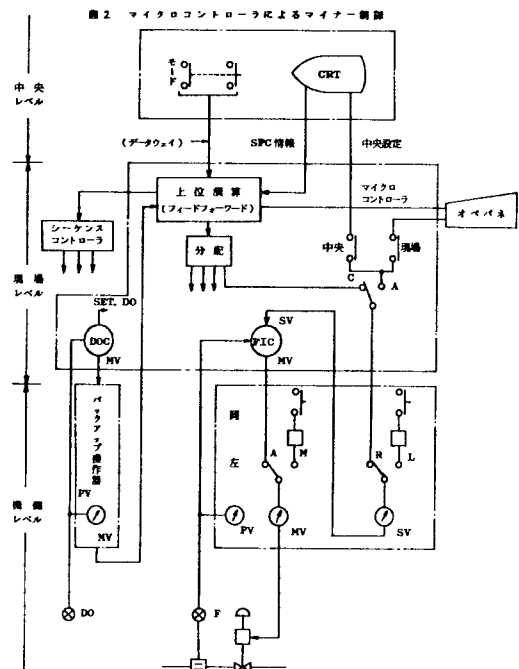 図2 マイクロコントローラによるマイナー制御
中央
レベル
モード
CRT
(データウェイ)
SPC情報
中央設定
上位演算
(フィードフォーワード)
マイクロ
コントローラ
オペパネ
シーケンス
コントローラ
分配
中央
現場
C
A
現場
レベル
SET. DO
DOC
MV
SV
FIC
MV
バックアップ操作器
PV
MV
同
左
A
M
R
L
PV
MV
SV
機側
レベル
DO
F